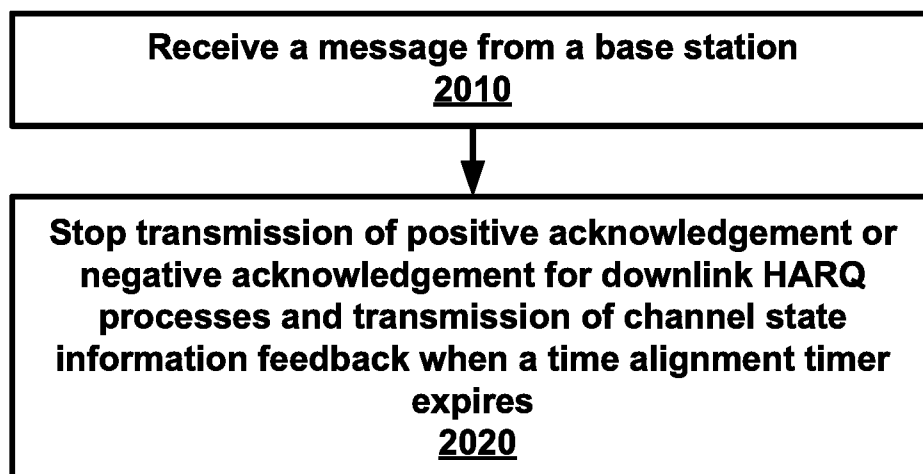 Receive a message from a base station
2010
Stop transmission of positive acknowledgement or
negative acknowledgement for downlink HARQ
processes and transmission of channel state
information feedback when a time alignment timer
expires
2020